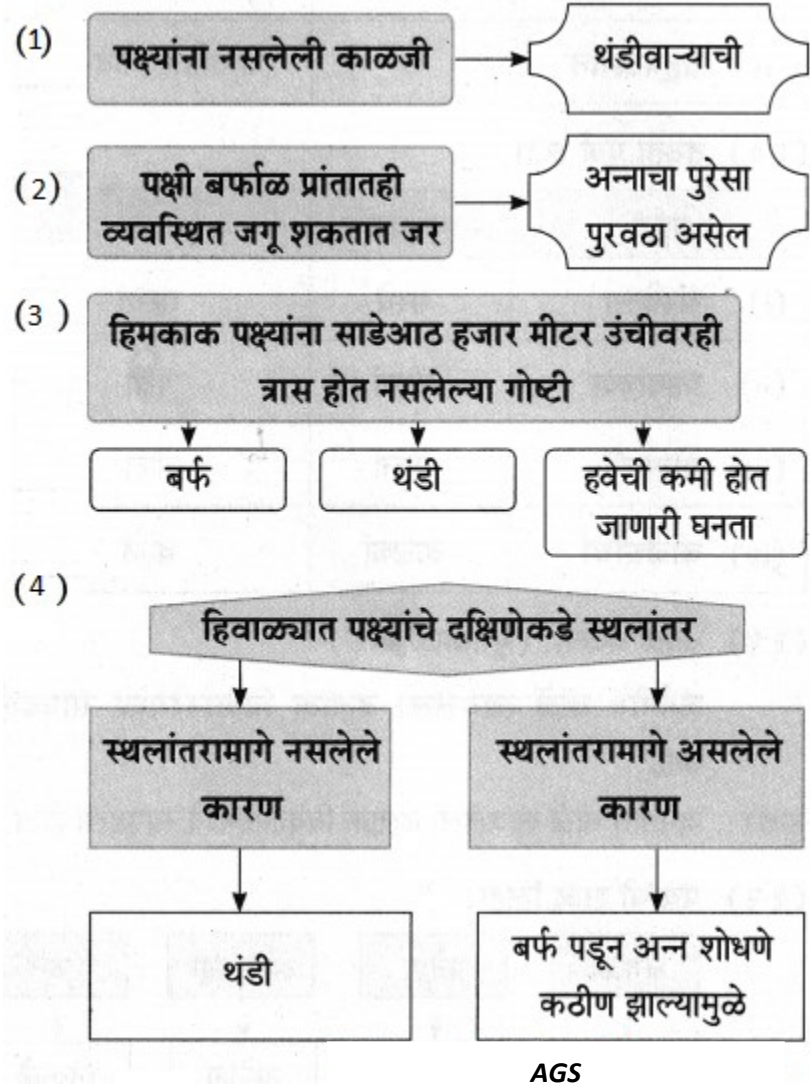 (1) पक्ष्यांना नसलेली काळजी थंडीवाऱ्याची
(2) पक्षी बर्फाळ प्रांतातही
व्यवस्थित जगू शकतात जर
अन्नाचा पुरेसा
पुरवठा असेल
(3 ) हिमकाक पक्ष्यांना साडेआठ हजार मीटर उंचीवरही
त्रास होत नसलेल्या गोष्टी
बर्फ
थंडी
हवेची कमी होत
जाणारी घनता
(4 )
हिवाळ्यात पक्ष्यांचे दक्षिणेकडे स्थलांतर
स्थलांतरामागे नसलेले
कारण
स्थलांतरामागे असलेले
कारण
थंडी
बर्फ पडून अन्न शोधणे
कठीण झाल्यामुळे
AGS